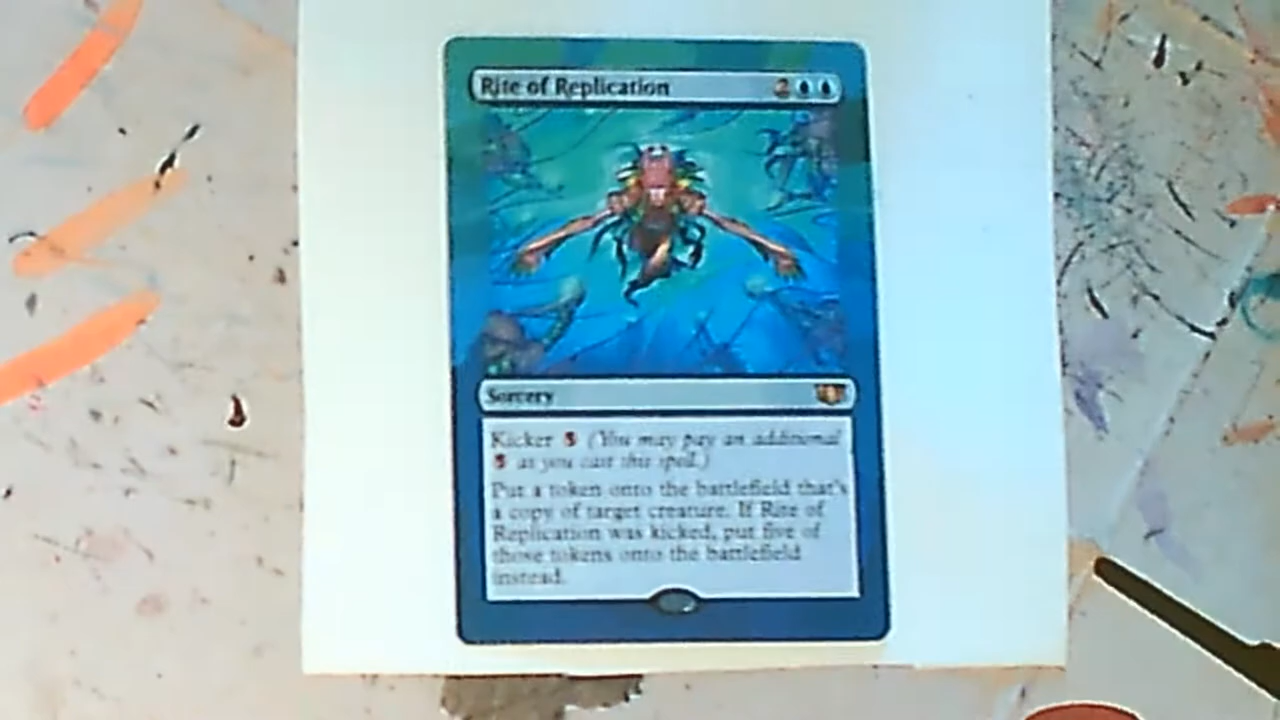 Rite of Replication 2
Sorcery
Kicker 5 (You may pay an additional
5 as you cast this spell.)
Put a token onto the battlefield that's
a copy of target creature. If Rite of
Replication was kicked, put five of
those tokens onto the battlefield
instead.